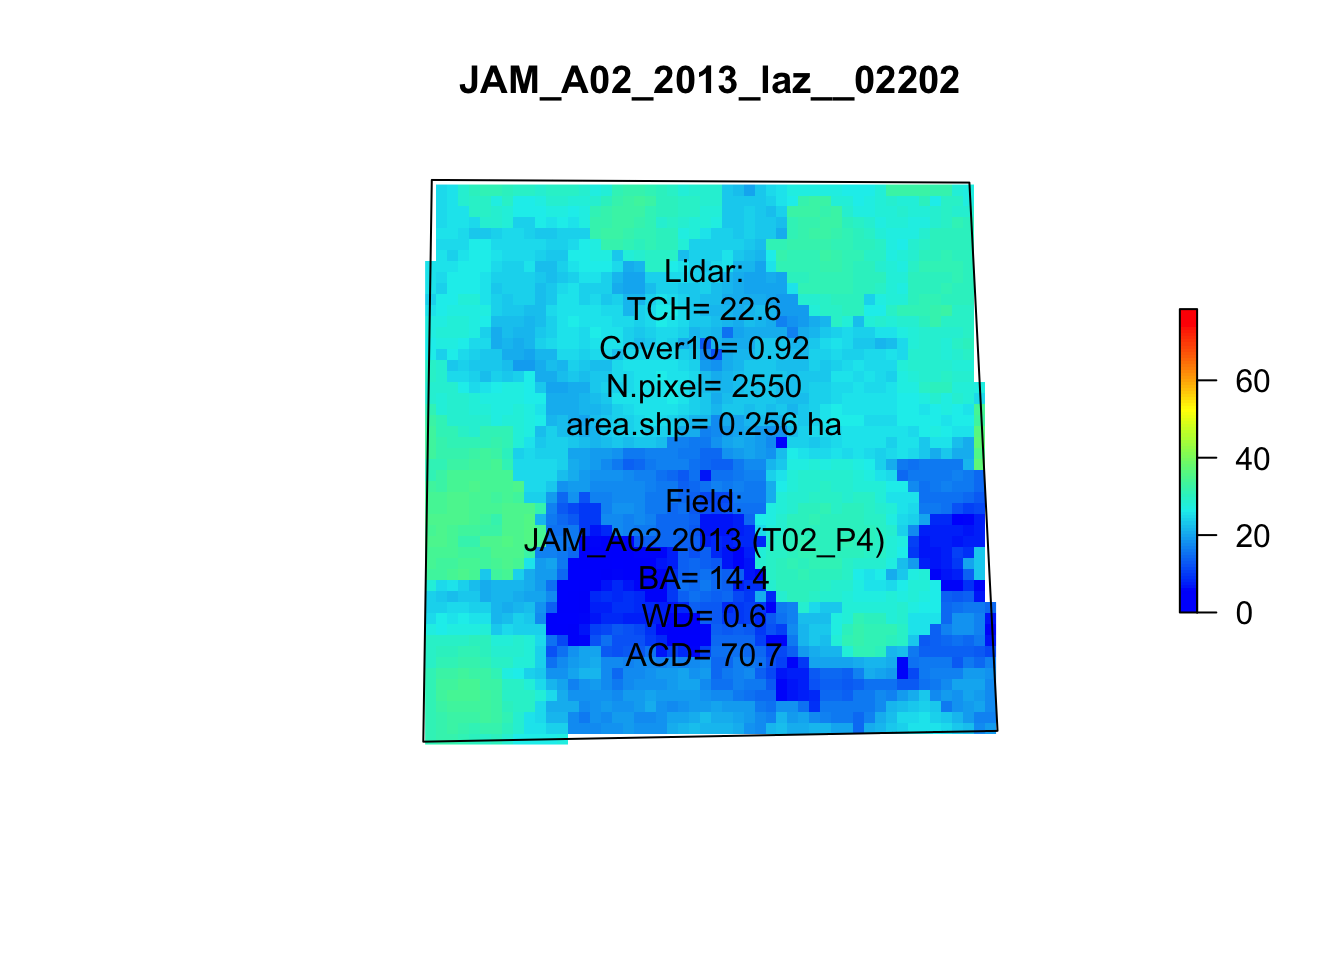 JAM_A02_2013_laz__02202
Lidar:
TCH= 22.6
Cover10= 0.92
N.pixel= 2550
area.shp= 0.256 ha
Field:
JAM_A02 2013 (T02_P4)
BA= 14.4
WD= 0.6
ACD= 70.7
60
40
20
0